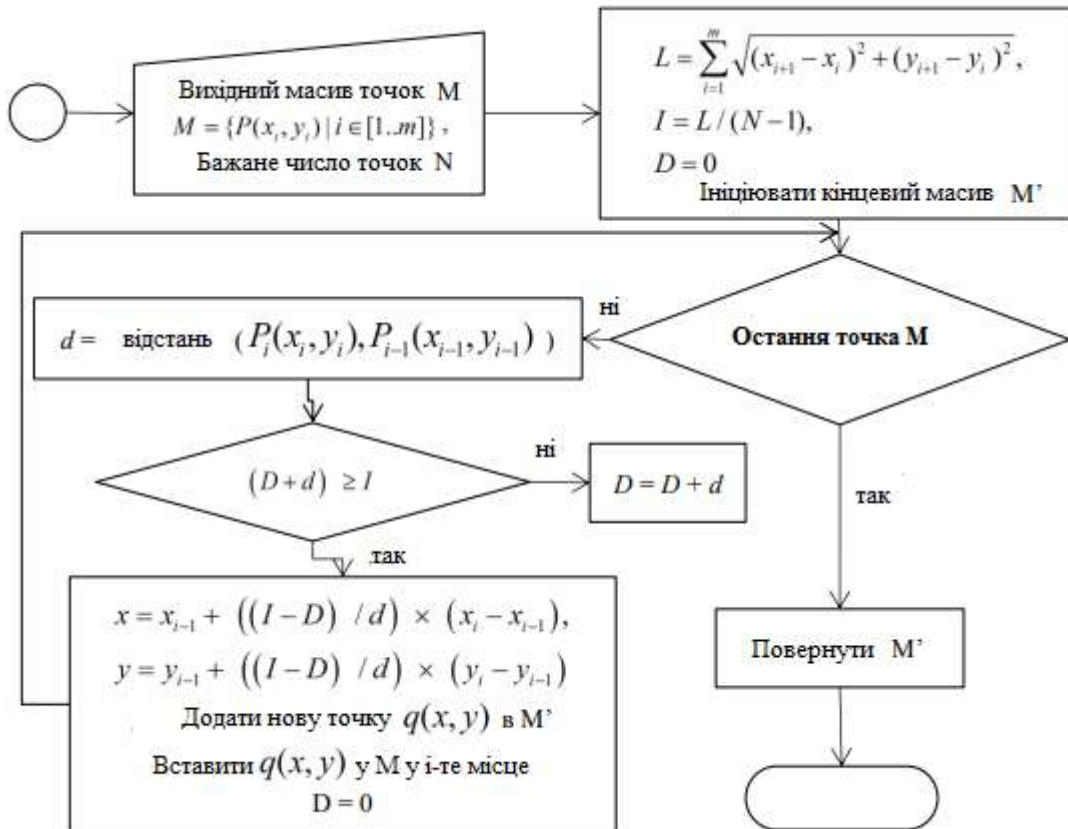 Вихідний масив точок M
M = {P(x_i, y_i) | i ∈ [1..m]},
Бажане число точок N
L = \sum_{i=1}^{m} \sqrt{(x_{i+1} − x_i)^2 + (y_{i+1} − y_i)^2},
I = L / (N − 1),
D = 0
Ініціювати кінцевий масив M’
Остання точка M
ні
d = відстань (P_i(x_i, y_i), P_{i−1}(x_{i−1}, y_{i−1}))
(D + d) ≥ I
ні
D = D + d
так
так
x = x_{i−1} + ((I − D) / d) × (x_i − x_{i−1}),
y = y_{i−1} + ((I − D) / d) × (y_i − y_{i−1})
Додати нову точку q(x, y) в M’
Вставити q(x, y) у M у i-те місце
D = 0
Повернути M’